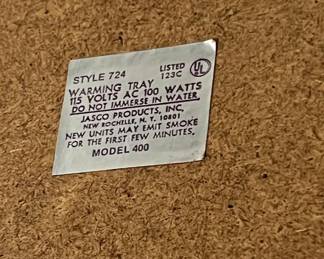 STYLE 724
LISTED
123C
UL
WARMING TRAY
115 VOLTS AC 100 WATTS
DO NOT IMMERSE IN WATER
JASCO PRODUCTS, INC.
NEW ROCHELLE, N. Y. 10801
NEW UNITS MAY EMIT SMOKE
FOR THE FIRST FEW MINUTES.
MODEL 400